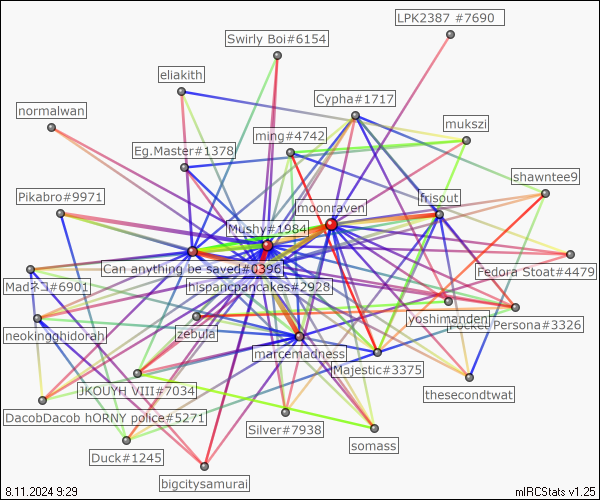 LPK2387 #7690
Swirly Boi#6154
eliakith
Cypha#1717
normalwan
ming#4742
mukszi
Eg.Master#1378
shawntee9
Pikabro#9971
frisout
moonraven
Mushy#1984
Can anything be saved#0396
Fedora Stoat#4479
Madネコ#6901
hispancpancakes#2928
yoshimanden
Pocket Persona#3326
neokingghidorah
zebula
marcemadness
Majestic#3375
JKOUYH VIII#7034
thesecondtwat
DacobDacob hORNY police#5271
Silver#7938
somass
Duck#1245
bigcitysamurai
8.11.2024 9:29
mIRCStats v1.25